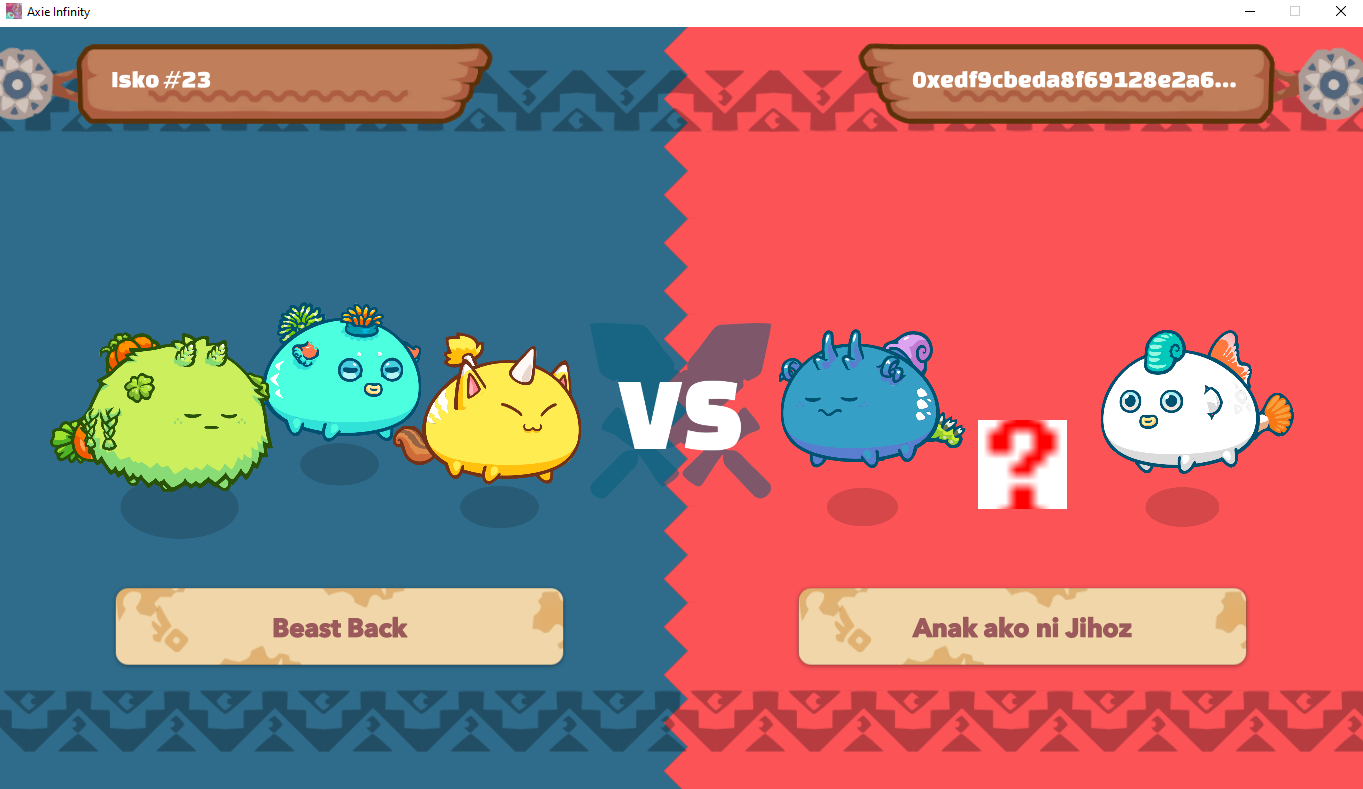 Axie Infinity
Isko #23
0xedf9cbeda8f69128e2a6...
VS
?
Beast Back
Anak ako ni Jihoz